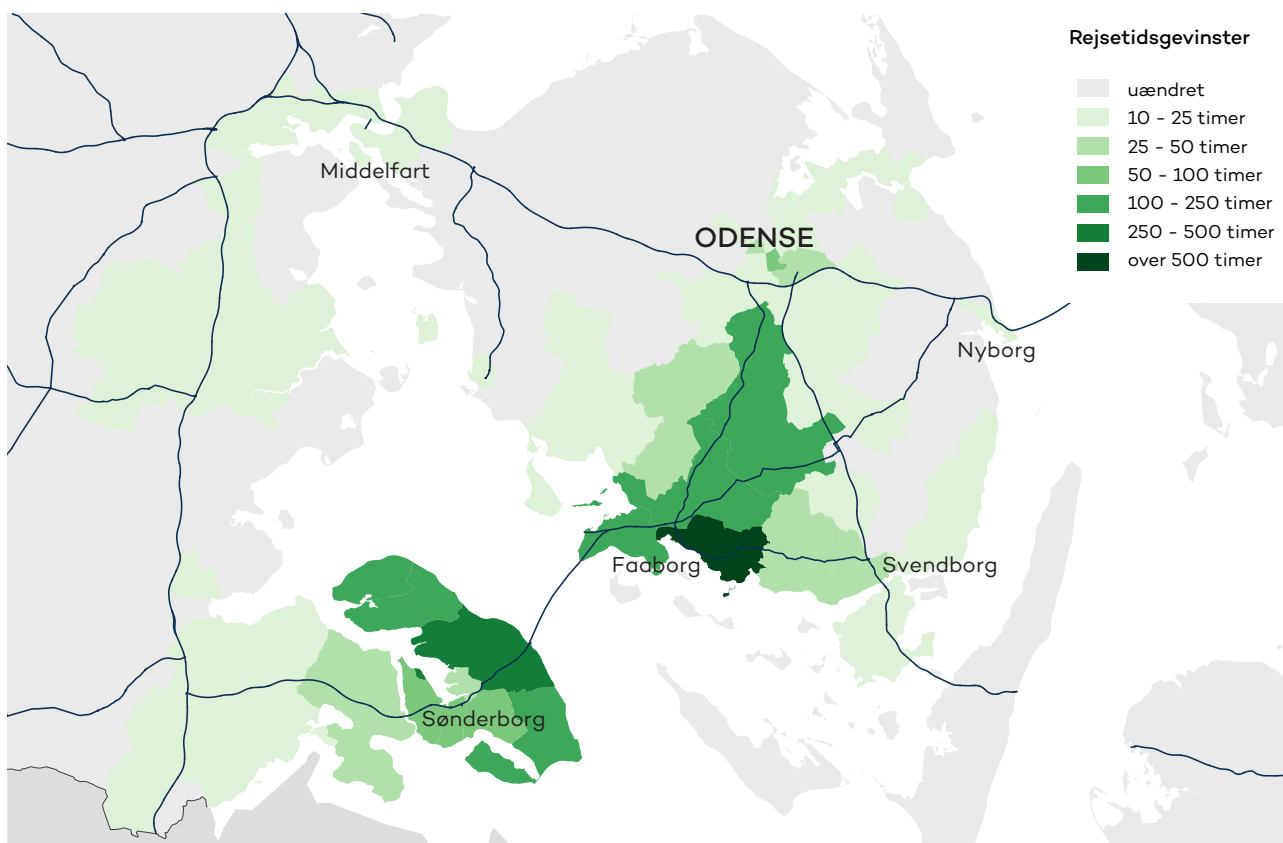 Rejsetidsgevinster
uændret
10 - 25 timer
25 - 50 timer
50 - 100 timer
100 - 250 timer
250 - 500 timer
over 500 timer
Middelfart
ODENSE
Nyborg
Faaborg
Svendborg
Sønderborg